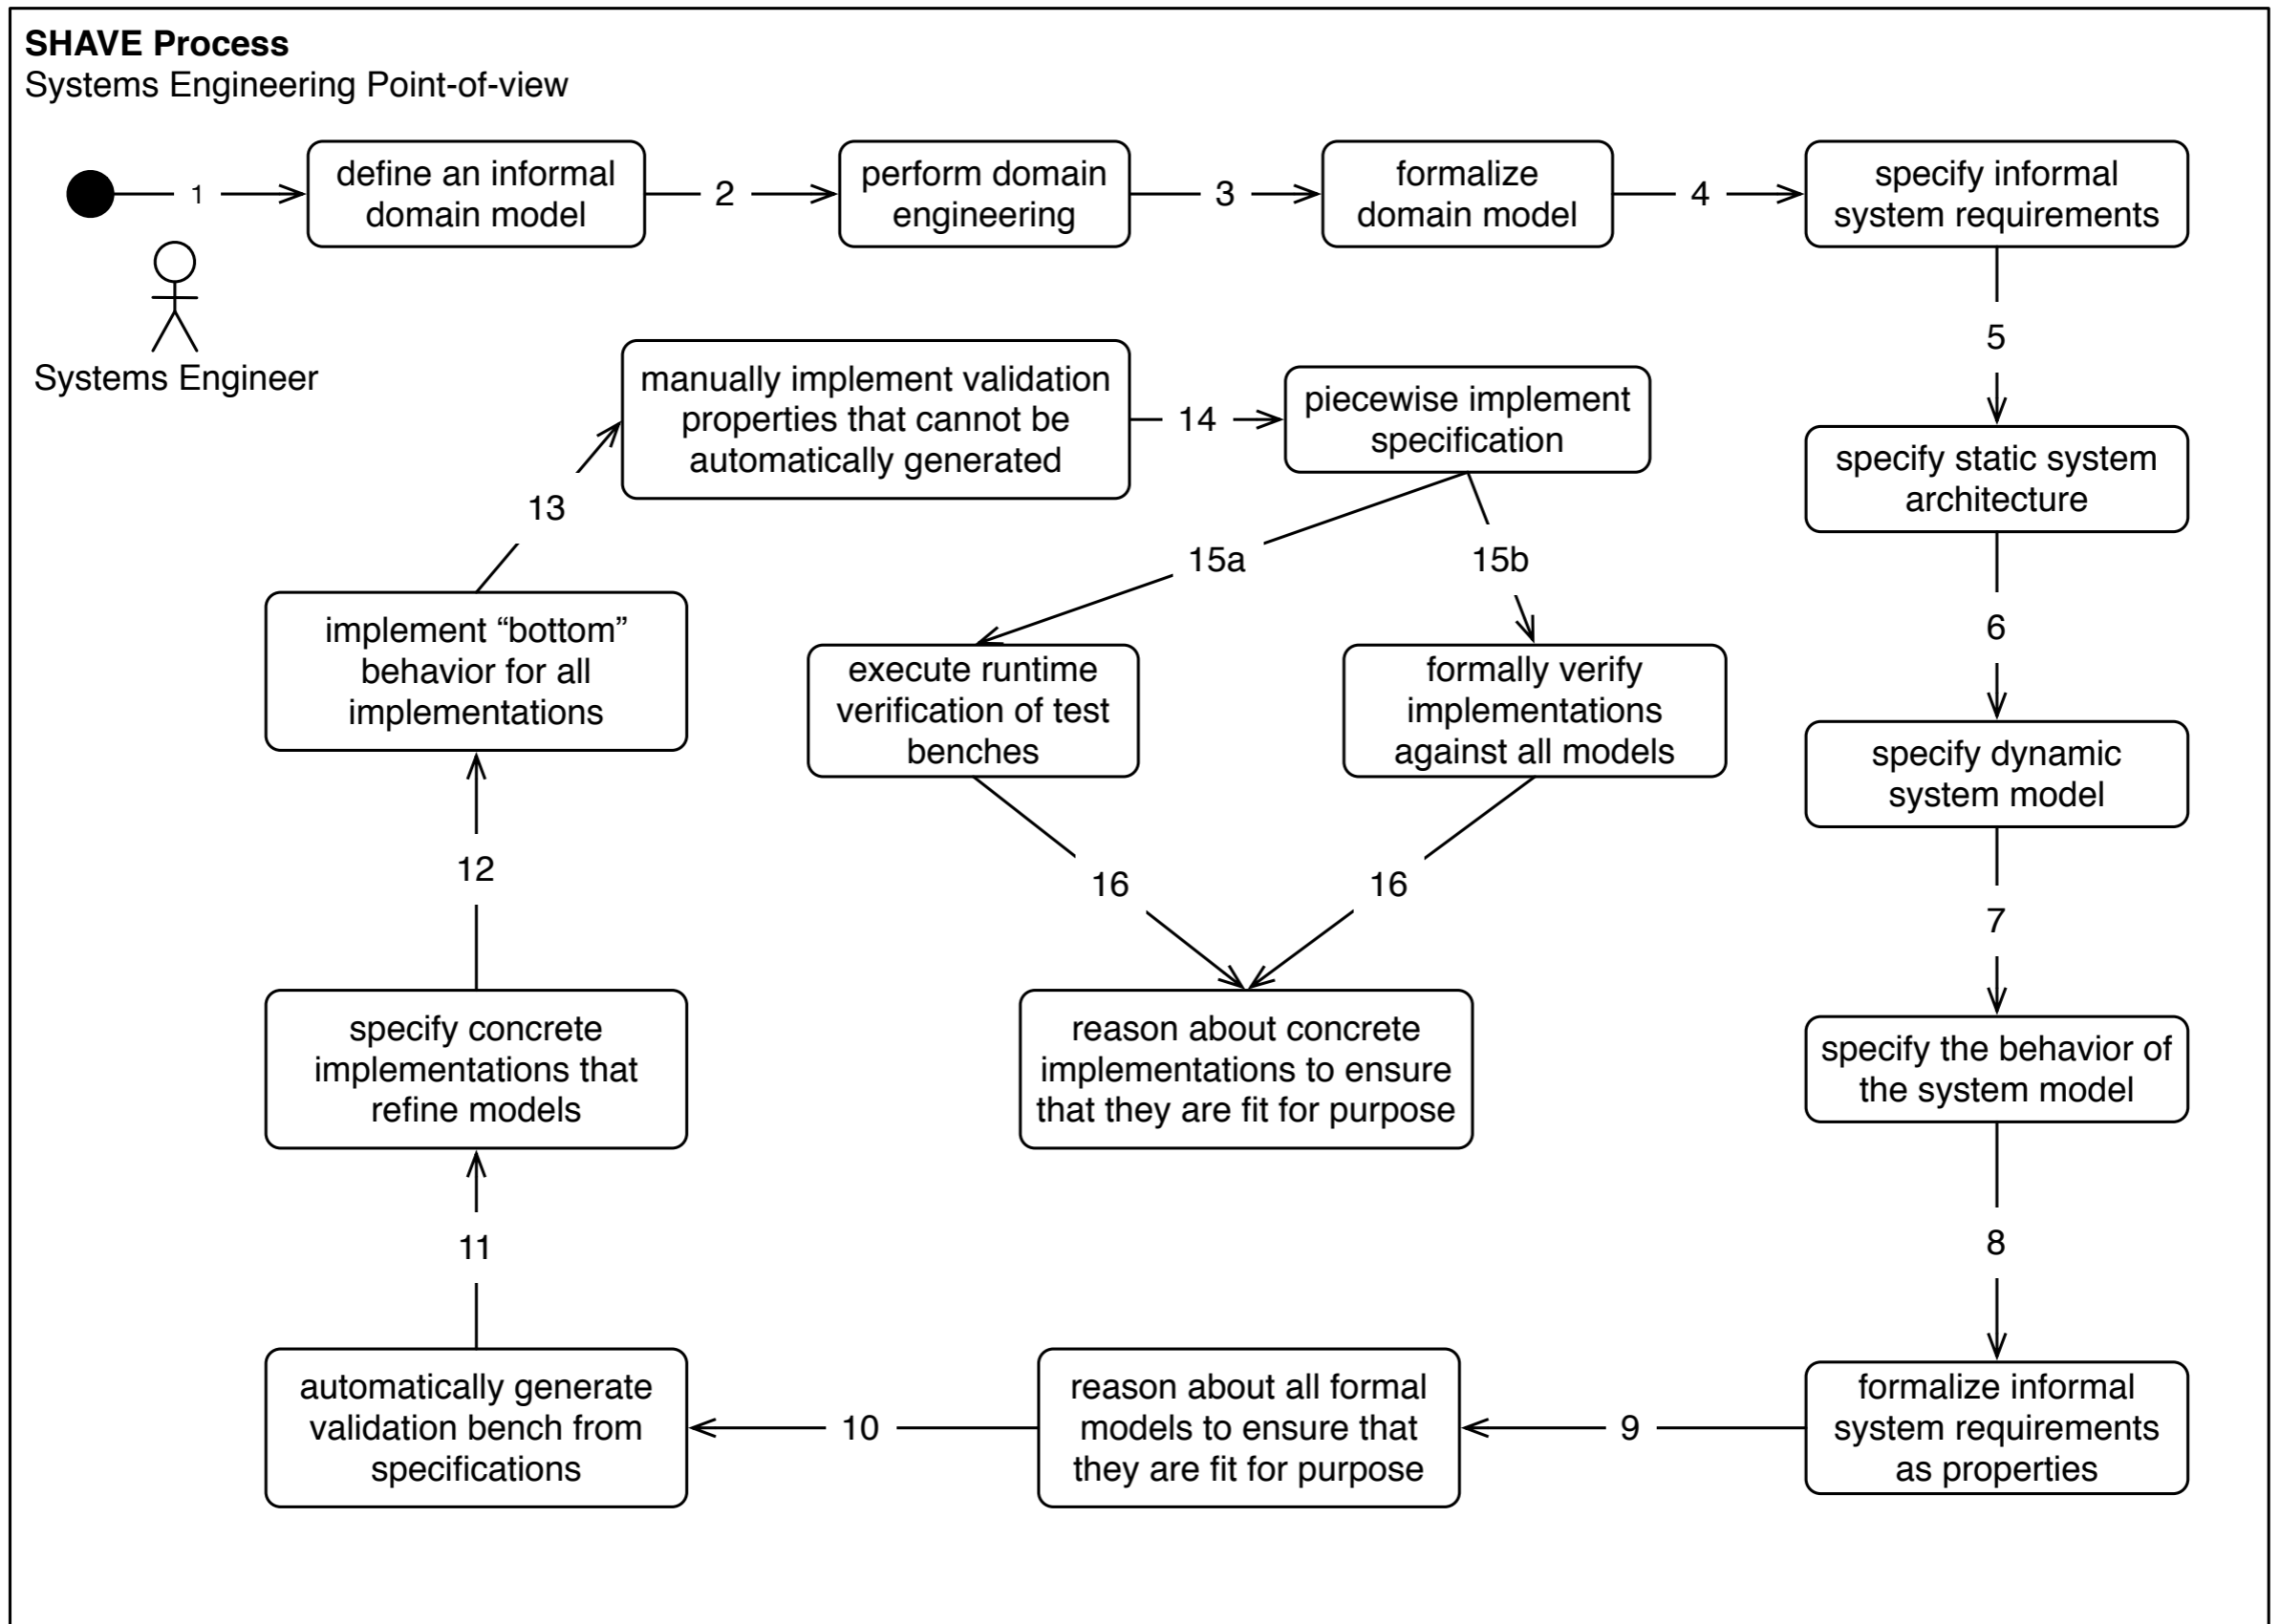 SHAVE Process
Systems Engineering Point-of-view
1
define an informal
domain model
2
perform domain
engineering
3
formalize
domain model
4
specify informal
system requirements
Systems Engineer
5
specify static system
architecture
6
specify dynamic
system model
7
specify the behavior of
the system model
8
formalize informal
system requirements
as properties
9
reason about all formal
models to ensure that
they are fit for purpose
10
automatically generate
validation bench from
specifications
11
specify concrete
implementations that
refine models
12
implement “bottom”
behavior for all
implementations
13
manually implement validation
properties that cannot be
automatically generated
14
piecewise implement
specification
15a
15b
execute runtime
verification of test
benches
formally verify
implementations
against all models
16
16
reason about concrete
implementations to ensure
that they are fit for purpose